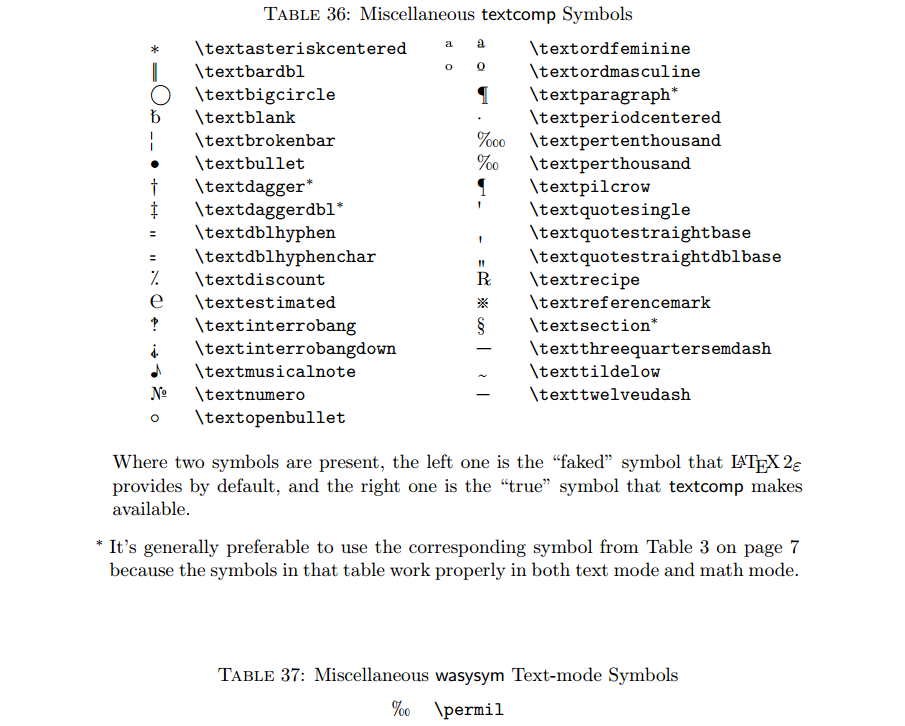 TABLE 36: Miscellaneous textcomp Symbols
* \textasteriskcentered ª ª \textordfeminine
‖ \textbardbl º º \textordmasculine
◯ \textbigcircle ¶ \textparagraph*
␢ \textblank · \textperiodcentered
¦ \textbrokenbar ‱ \textpertenthousand
• \textbullet ‰ \textperthousand
† \textdagger* ¶ \textpilcrow
‡ \textdaggerdbl* ' \textquotesingle
= \textdblhyphen ‚ \textquotestraightbase
= \textdblhyphenchar „ \textquotestraightdblbase
⁒ \textdiscount ℞ \textrecipe
℮ \textestimated ※ \textreferencemark
‽ \textinterrobang § \textsection*
⸘ \textinterrobangdown — \textthreequartersemdash
♪ \textmusicalnote ~ \texttildelow
№ \textnumero — \texttwelveudash
◦ \textopenbullet
Where two symbols are present, the left one is the “faked” symbol that LATEX 2ε
provides by default, and the right one is the “true” symbol that textcomp makes
available.
* It’s generally preferable to use the corresponding symbol from Table 3 on page 7
because the symbols in that table work properly in both text mode and math mode.
TABLE 37: Miscellaneous wasysym Text-mode Symbols
‰ \permil